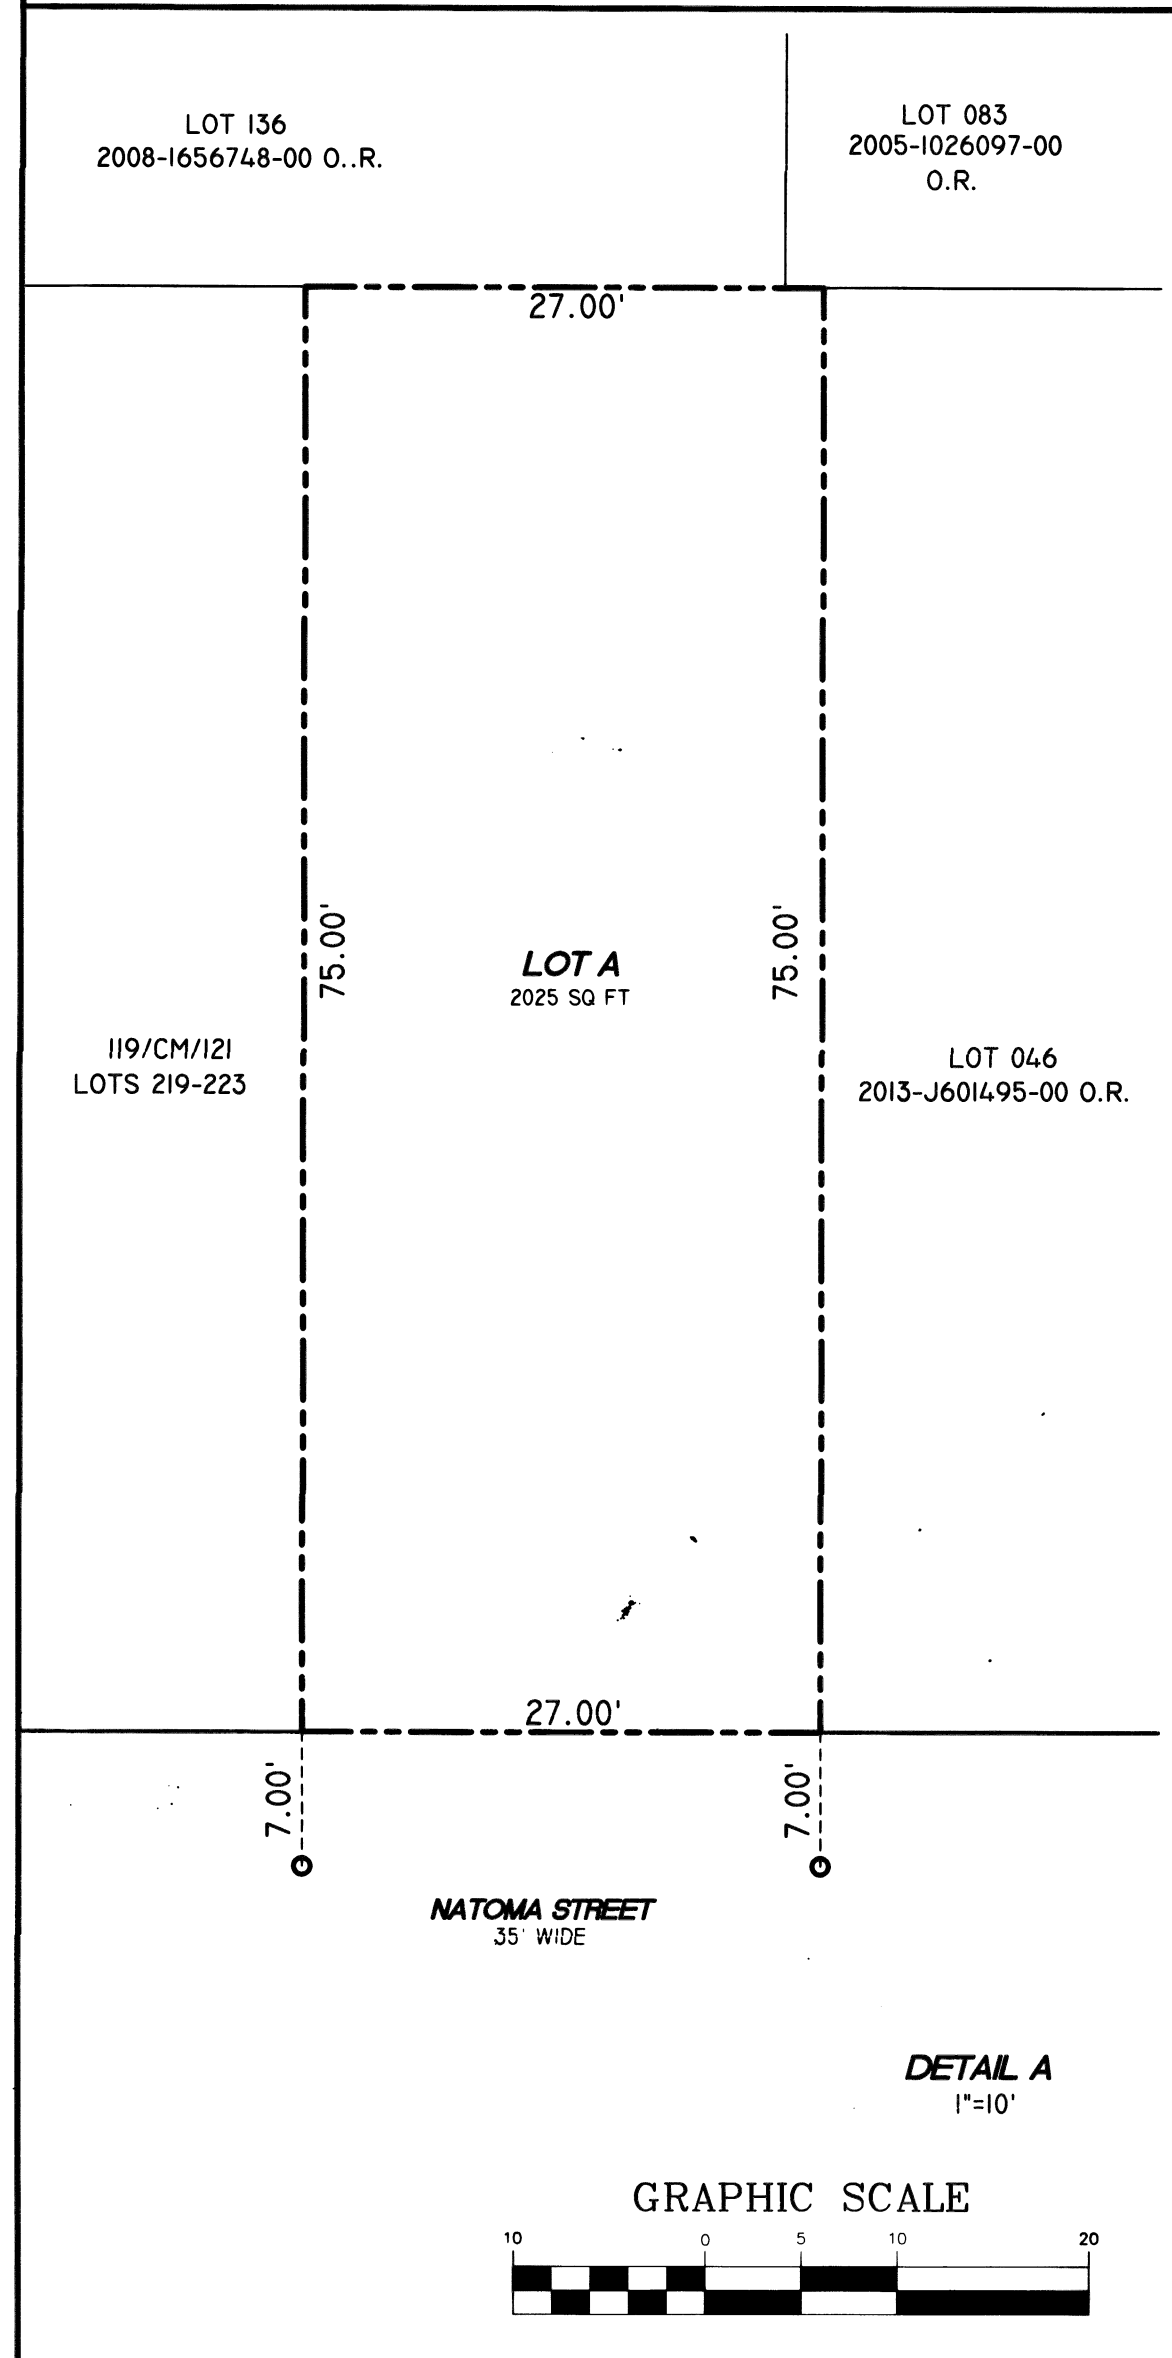 LOT 136
2008-I656748-00 O..R.
LOT 083
2005-I026097-00
O.R.
27.00'
75.00'
75.00'
LOT A
2025 SQ FT
119/CM/121
LOTS 219-223
LOT 046
2013-J601495-00 O.R.
27.00'
7.00'
7.00'
NATOMA STREET
35' WIDE
DETAIL A
1"=10'
GRAPHIC SCALE
10 0 5 10 20